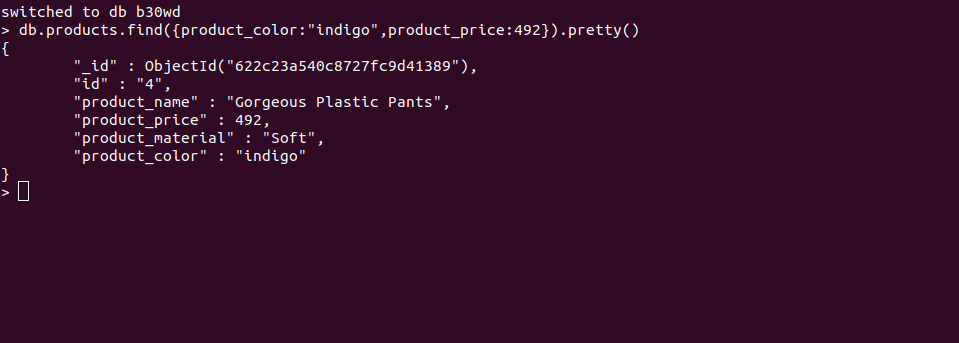 switched to db b30wd
> db.products.find({product_color:"indigo",product_price:492}).pretty()
{
        "_id" : ObjectId("622c23a540c8727fc9d41389"),
        "id" : "4",
        "product_name" : "Gorgeous Plastic Pants",
        "product_price" : 492,
        "product_material" : "Soft",
        "product_color" : "indigo"
}
>